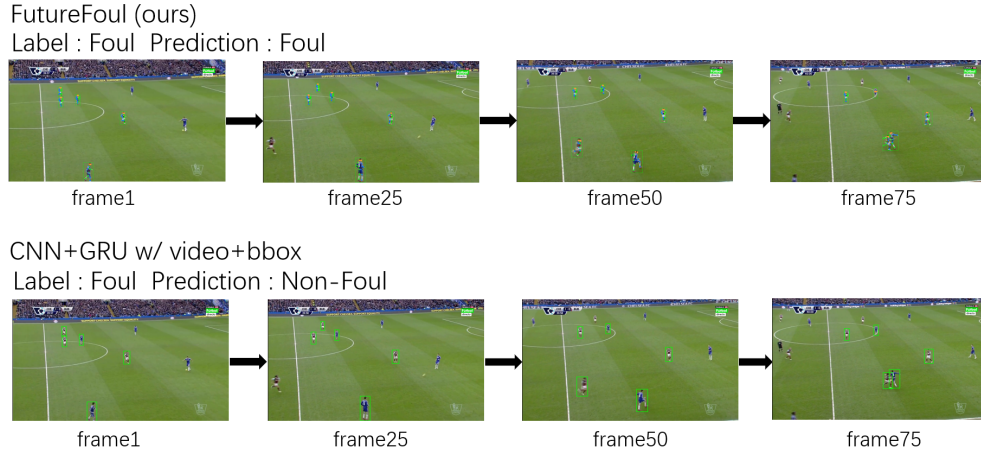 FutureFoul (ours)
Label : Foul Prediction : Foul
frame1
frame25
frame50
frame75
CNN+GRU w/ video+bbox
Label : Foul Prediction : Non-Foul
frame1
frame25
frame50
frame75